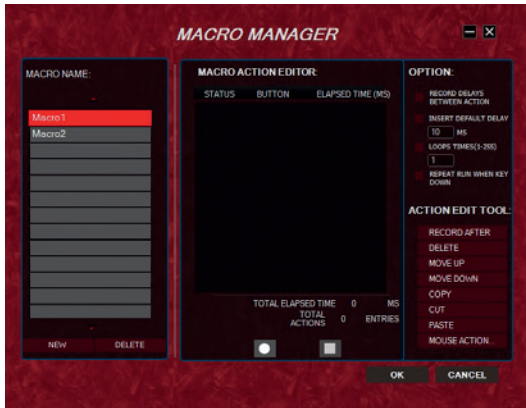 MACRO MANAGER
MACRO NAME:
Macro1
Macro2
NEW DELETE
MACRO ACTION EDITOR:
STATUS BUTTON ELAPSED TIME (MS)
TOTAL ELAPSED TIME 0 MS
TOTAL
ACTIONS 0 ENTRIES
OPTION:
RECORD DELAYS
BETWEEN ACTION
INSERT DEFAULT DELAY
10 MS
LOOPS TIMES(1-255)
1
REPEAT RUN WHEN KEY
DOWN
ACTION EDIT TOOL:
RECORD AFTER
DELETE
MOVE UP
MOVE DOWN
COPY
CUT
PASTE
MOUSE ACTION...
OK CANCEL